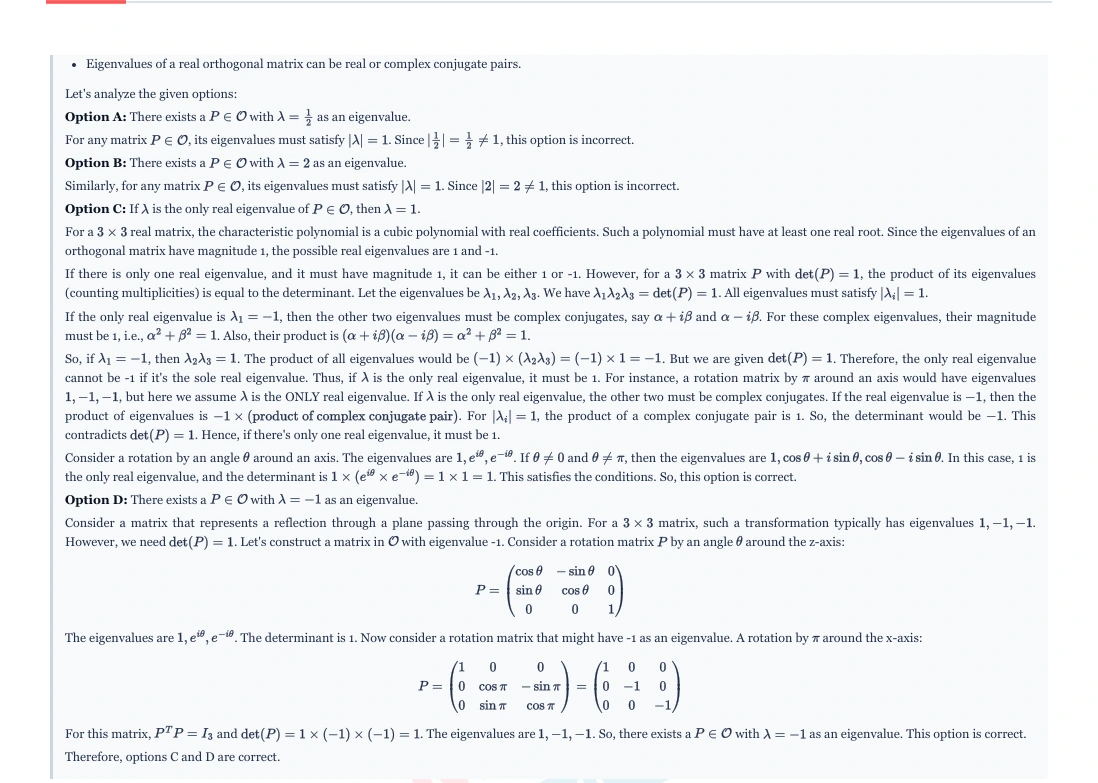 • Eigenvalues of a real orthogonal matrix can be real or complex conjugate pairs.
Let's analyze the given options:
Option A: There exists a P ∈ 𝒪 with λ = 1/2 as an eigenvalue.
For any matrix P ∈ 𝒪, its eigenvalues must satisfy |λ| = 1. Since |1/2| = 1/2 ≠ 1, this option is incorrect.
Option B: There exists a P ∈ 𝒪 with λ = 2 as an eigenvalue.
Similarly, for any matrix P ∈ 𝒪, its eigenvalues must satisfy |λ| = 1. Since |2| = 2 ≠ 1, this option is incorrect.
Option C: If λ is the only real eigenvalue of P ∈ 𝒪, then λ = 1.
For a 3 × 3 real matrix, the characteristic polynomial is a cubic polynomial with real coefficients. Such a polynomial must have at least one real root. Since the eigenvalues of an
orthogonal matrix have magnitude 1, the possible real eigenvalues are 1 and -1.
If there is only one real eigenvalue, and it must have magnitude 1, it can be either 1 or -1. However, for a 3 × 3 matrix P with det(P) = 1, the product of its eigenvalues
(counting multiplicities) is equal to the determinant. Let the eigenvalues be λ₁, λ₂, λ₃. We have λ₁λ₂λ₃ = det(P) = 1. All eigenvalues must satisfy |λᵢ| = 1.
If the only real eigenvalue is λ₁ = −1, then the other two eigenvalues must be complex conjugates, say α + iβ and α − iβ. For these complex eigenvalues, their magnitude
must be 1, i.e., α² + β² = 1. Also, their product is (α + iβ)(α − iβ) = α² + β² = 1.
So, if λ₁ = −1, then λ₂λ₃ = 1. The product of all eigenvalues would be (−1) × (λ₂λ₃) = (−1) × 1 = −1. But we are given det(P) = 1. Therefore, the only real eigenvalue
cannot be -1 if it's the sole real eigenvalue. Thus, if λ is the only real eigenvalue, it must be 1. For instance, a rotation matrix by π around an axis would have eigenvalues
1, −1, −1, but here we assume λ is the ONLY real eigenvalue. If λ is the only real eigenvalue, the other two must be complex conjugates. If the real eigenvalue is −1, then the
product of eigenvalues is −1 × (product of complex conjugate pair). For |λᵢ| = 1, the product of a complex conjugate pair is 1. So, the determinant would be −1. This
contradicts det(P) = 1. Hence, if there's only one real eigenvalue, it must be 1.
Consider a rotation by an angle θ around an axis. The eigenvalues are 1, e^{iθ}, e^{−iθ}. If θ ≠ 0 and θ ≠ π, then the eigenvalues are 1, cos θ + i sin θ, cos θ − i sin θ. In this case, 1 is
the only real eigenvalue, and the determinant is 1 × (e^{iθ} × e^{−iθ}) = 1 × 1 = 1. This satisfies the conditions. So, this option is correct.
Option D: There exists a P ∈ 𝒪 with λ = −1 as an eigenvalue.
Consider a matrix that represents a reflection through a plane passing through the origin. For a 3 × 3 matrix, such a transformation typically has eigenvalues 1, −1, −1.
However, we need det(P) = 1. Let's construct a matrix in 𝒪 with eigenvalue -1. Consider a rotation matrix P by an angle θ around the z-axis:
(cos θ − sin θ 0
P = sin θ cos θ 0
0 0 1)
The eigenvalues are 1, e^{iθ}, e^{−iθ}. The determinant is 1. Now consider a rotation matrix that might have -1 as an eigenvalue. A rotation by π around the x-axis:
(1 0 0) (1 0 0)
P = 0 cos π − sin π = 0 −1 0
(0 sin π cos π) (0 0 −1)
For this matrix, PᵀP = I₃ and det(P) = 1 × (−1) × (−1) = 1. The eigenvalues are 1, −1, −1. So, there exists a P ∈ 𝒪 with λ = −1 as an eigenvalue. This option is correct.
Therefore, options C and D are correct.